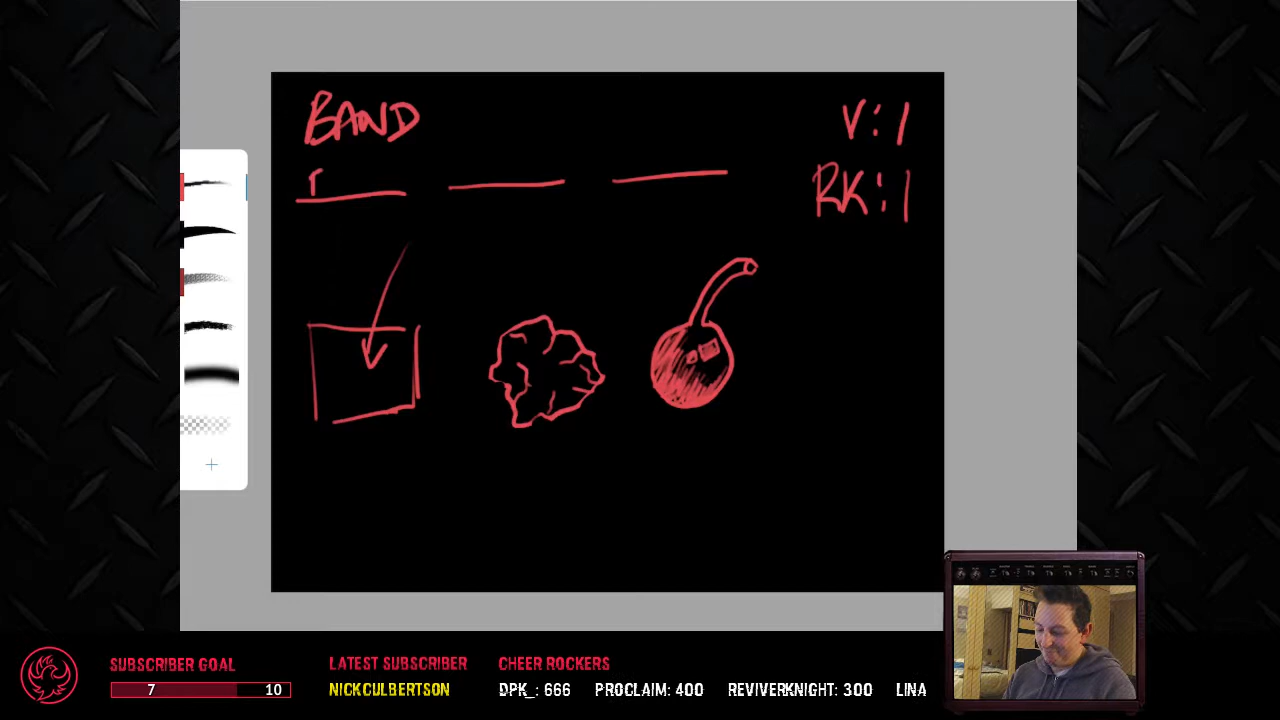 BAND
V: 1
r
RK: 1
SUBSCRIBER GOAL
7 10
LATEST SUBSCRIBER
NICKCULBERTSON
CHEER ROCKERS
DPK_: 666 PROCLAIM: 400 REVIVERKNIGHT: 300 LINA